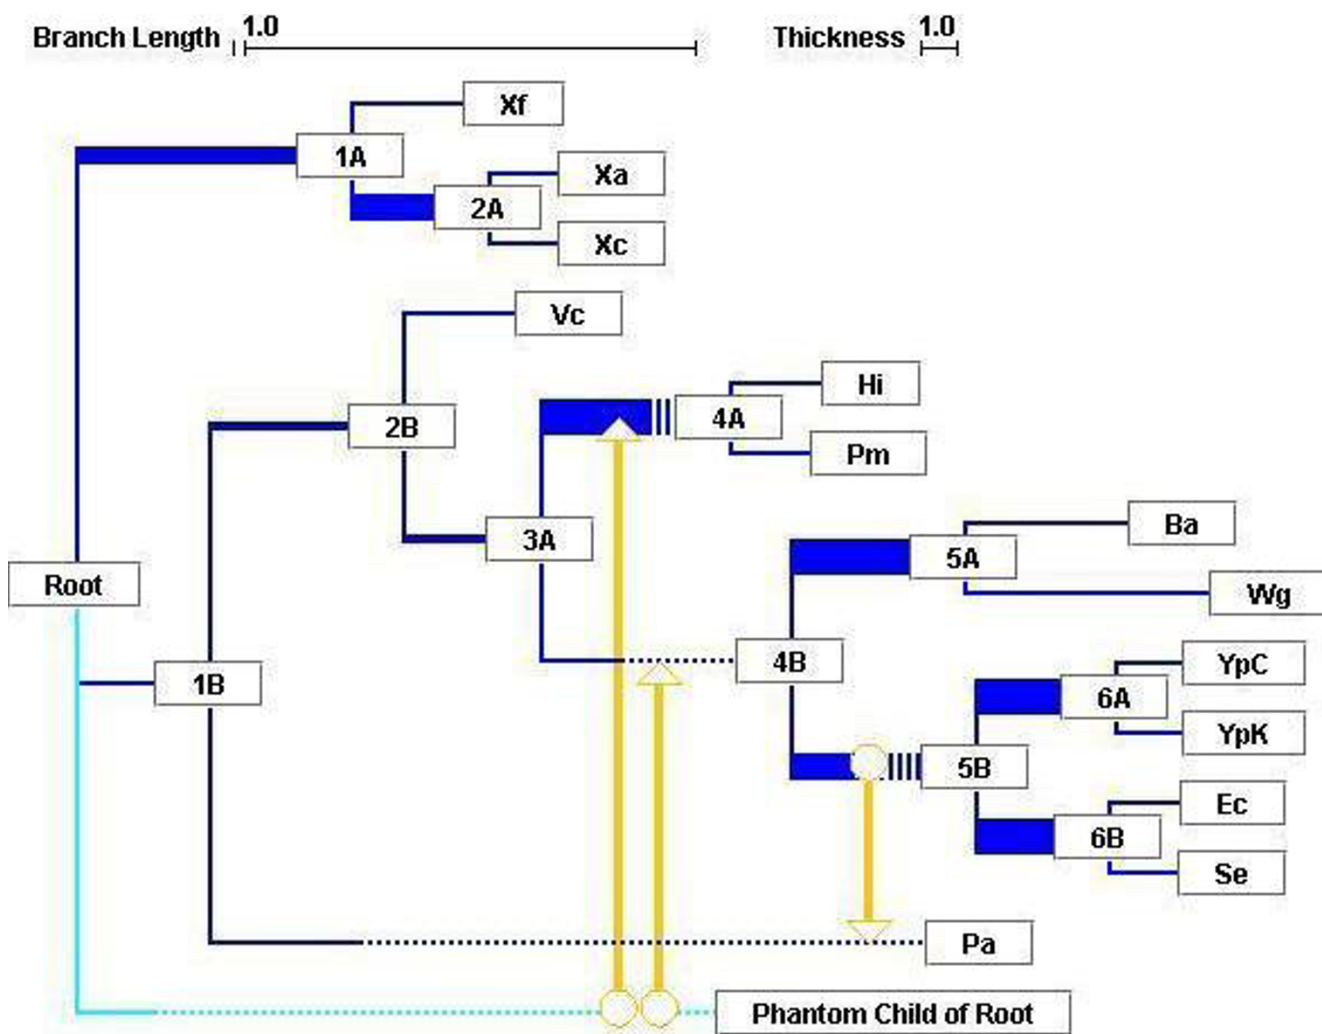 Branch Length 1.0 Thickness 1.0
Xf
1A
Xa
2A
Xc
Vc
Hi
2B
4A
Pm
Ba
3A
5A
Root
Wg
4B
YpC
1B
6A
YpK
5B
Ec
6B
Se
Pa
Phantom Child of Root